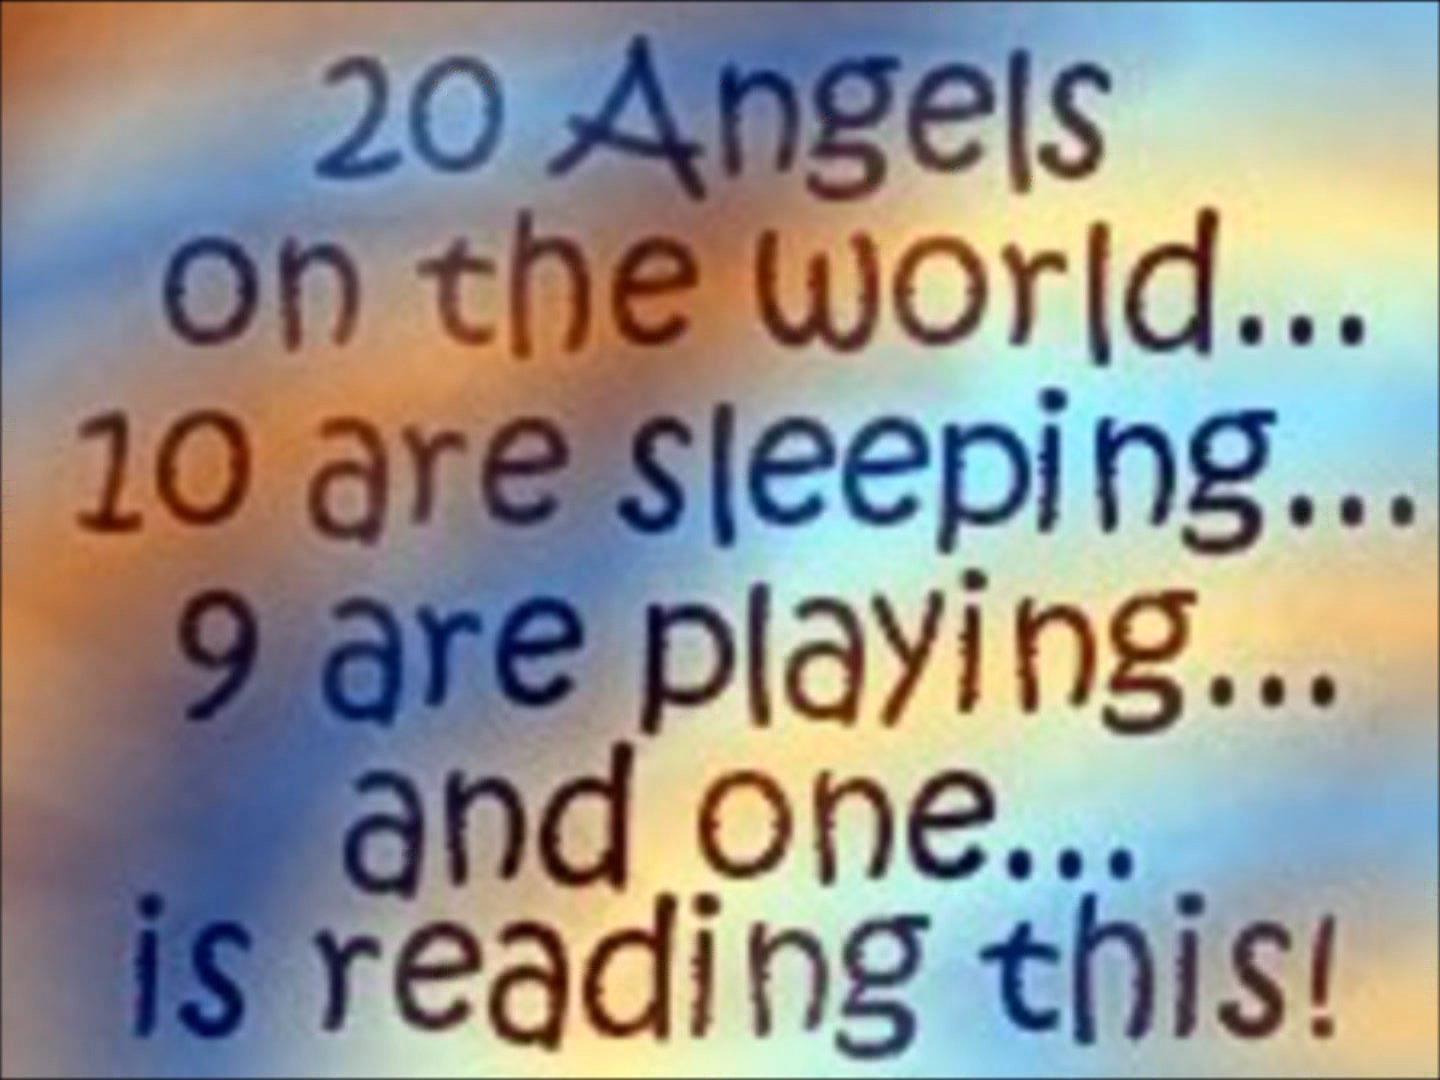 20 Angels
on the world...
10 are sleeping...
9 are playing...
and one...
is reading this!